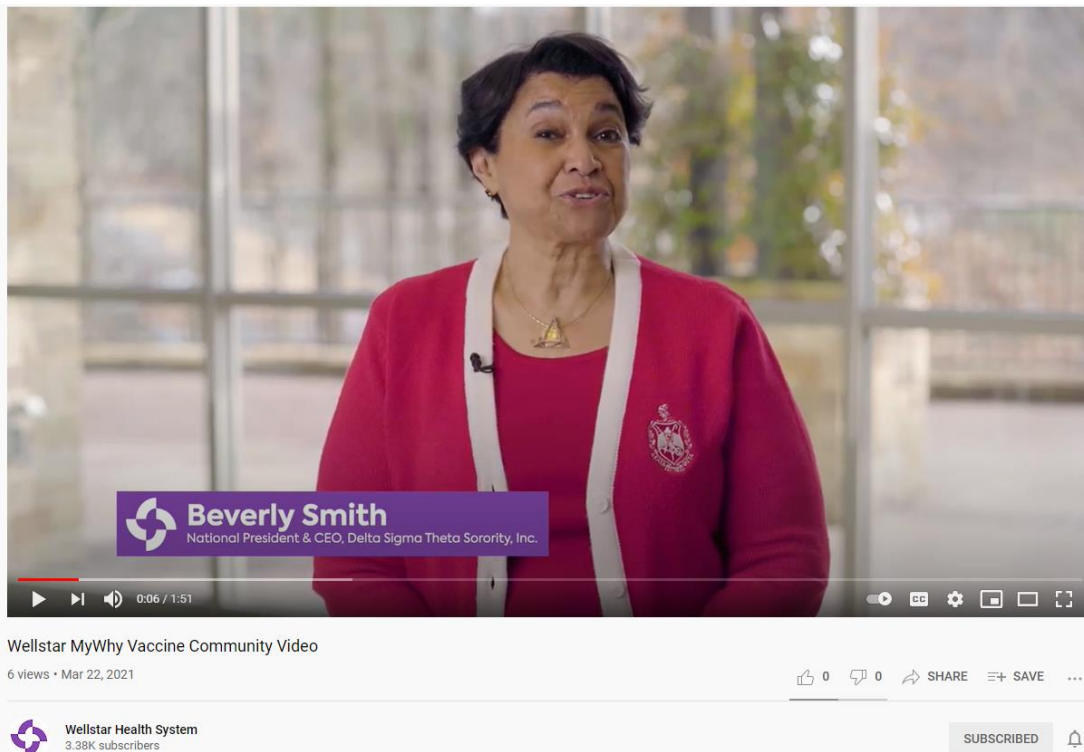 Beverly Smith
National President & CEO, Delta Sigma Theta Sorority, Inc.
0:06 / 1:51
CC
Wellstar MyWhy Vaccine Community Video
6 views • Mar 22, 2021
0
0
SHARE
SAVE
Wellstar Health System
3.38K subscribers
SUBSCRIBED